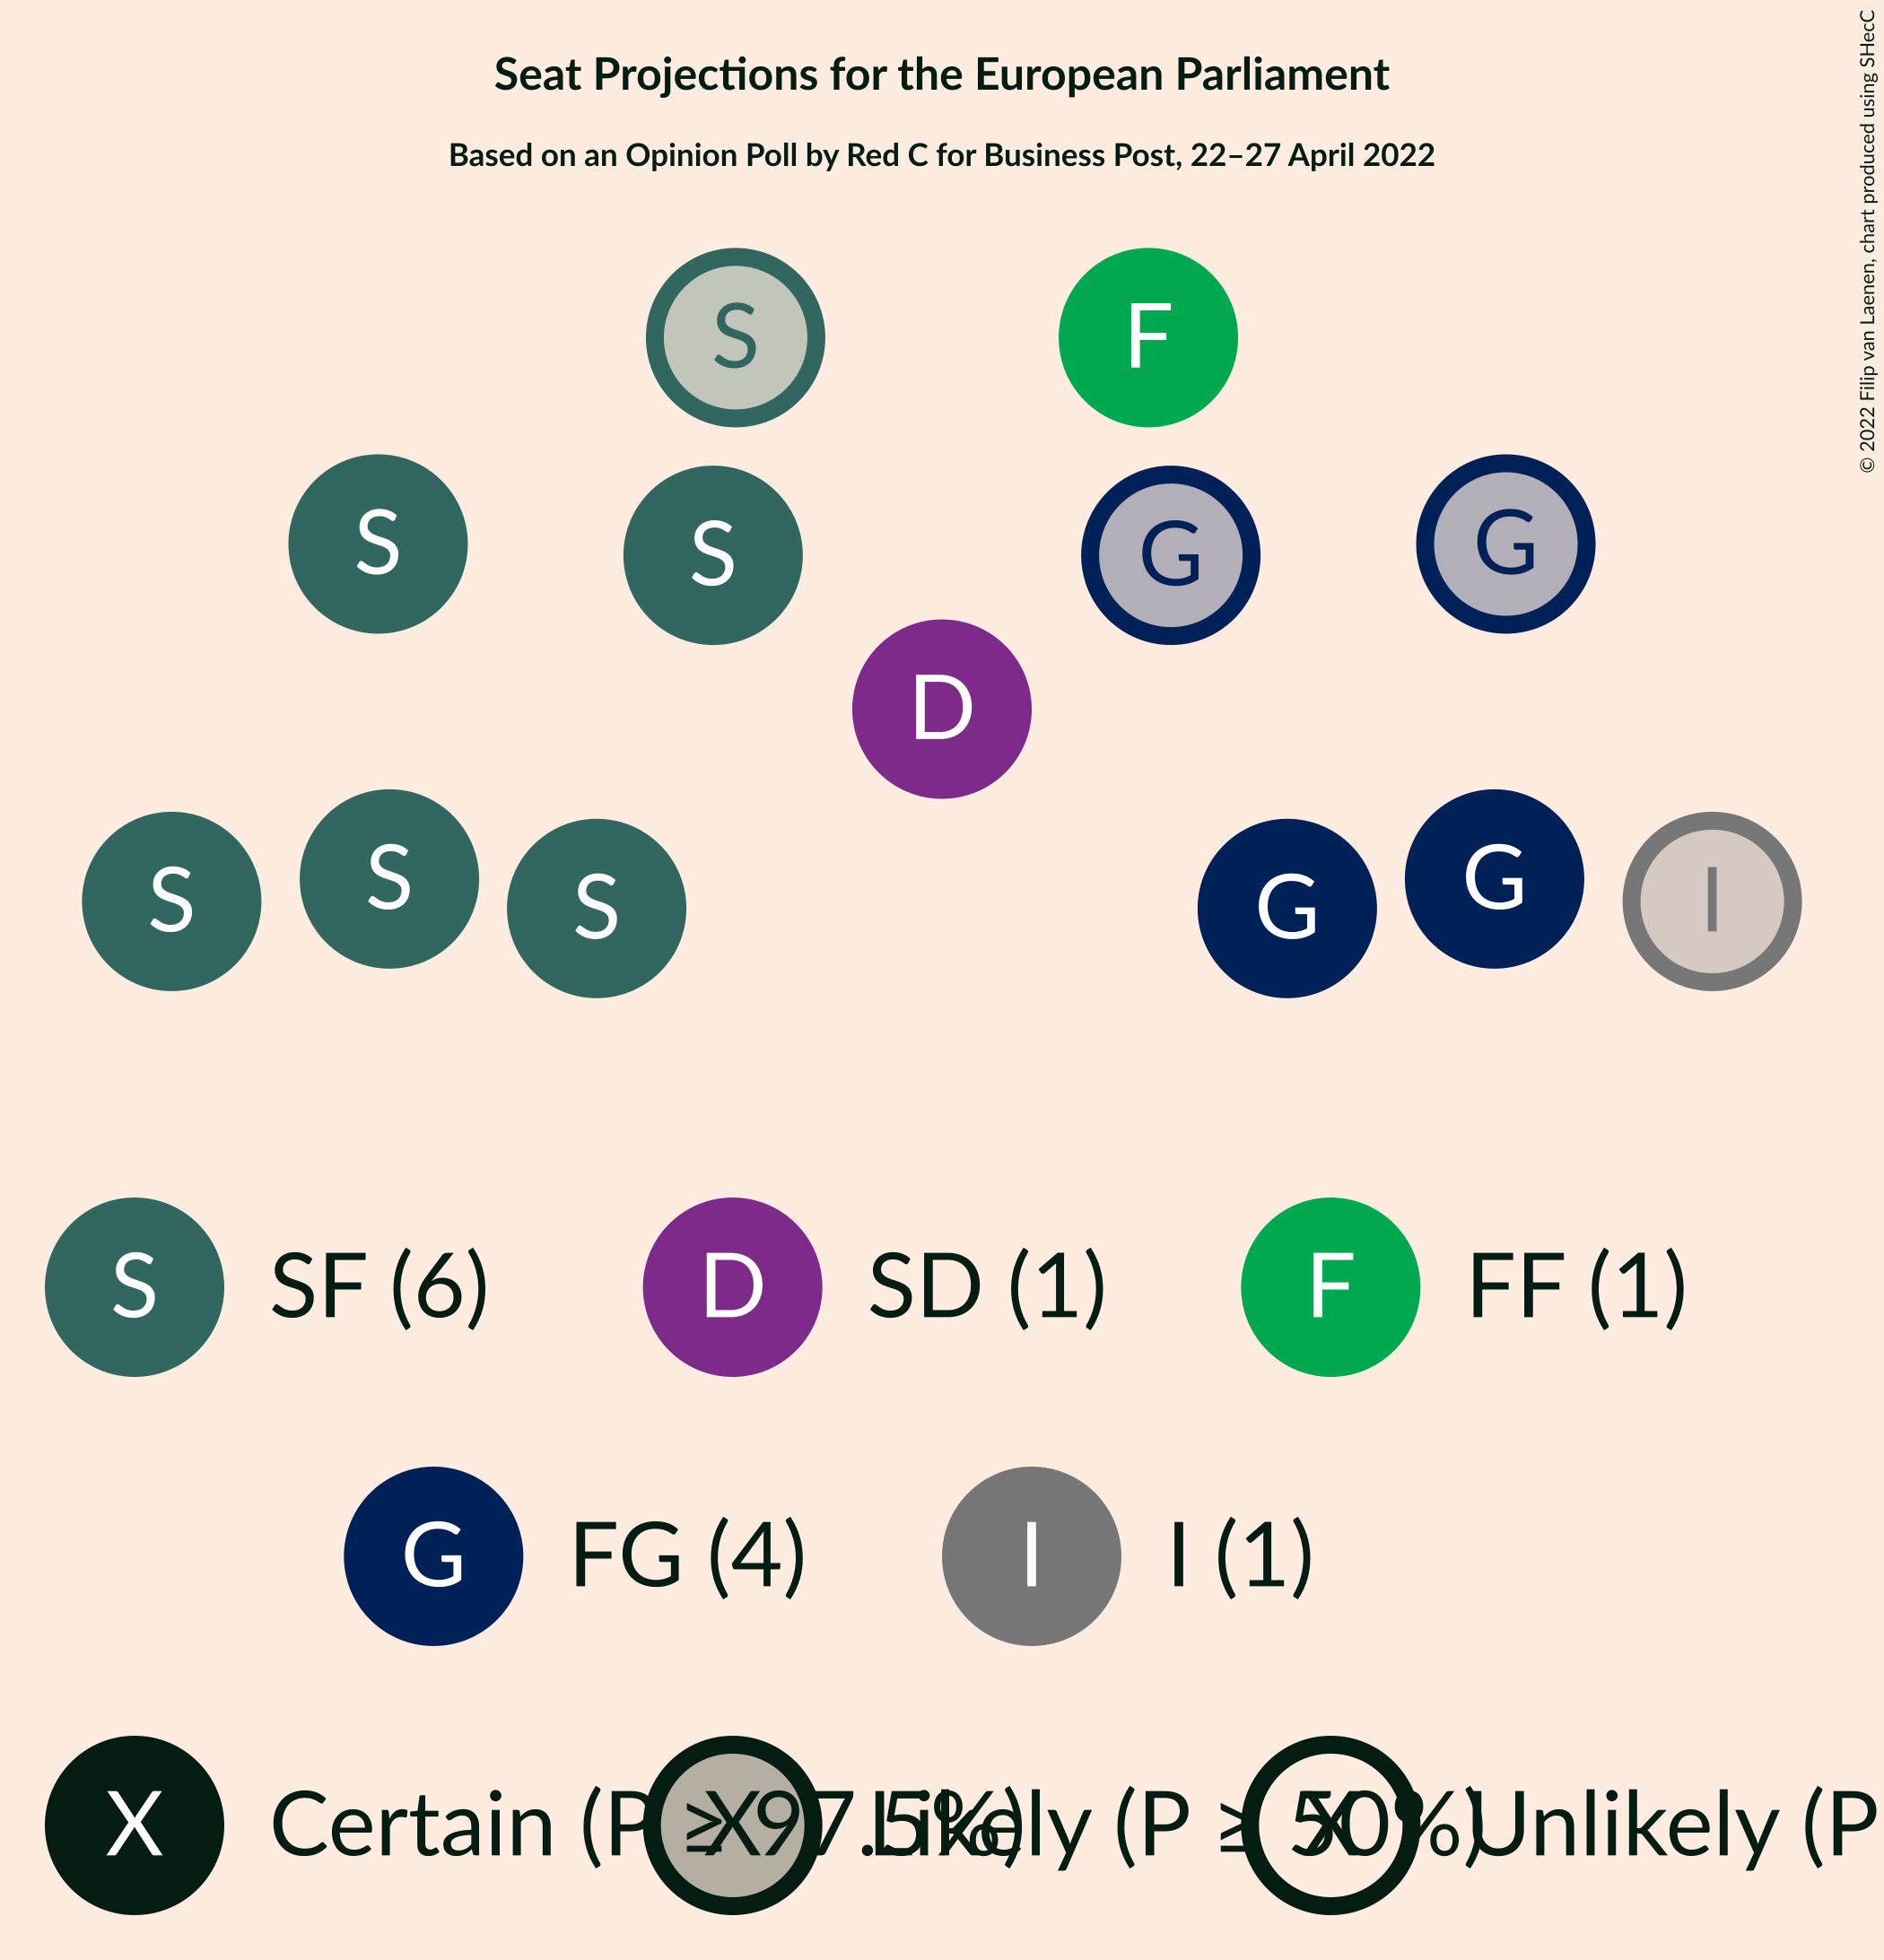 Seat Projections for the European Parliament
Based on an Opinion Poll by Red C for Business Post, 22–27 April 2022
© 2022 Filip van Laenen, chart produced using SHecC
S F
S S G G
D
S S S G G I
S SF (6) D SD (1) F FF (1)
G FG (4) I I (1)
X Certain (P ≥ 97.5%) X Likely (P ≥ 50%) X Unlikely (P